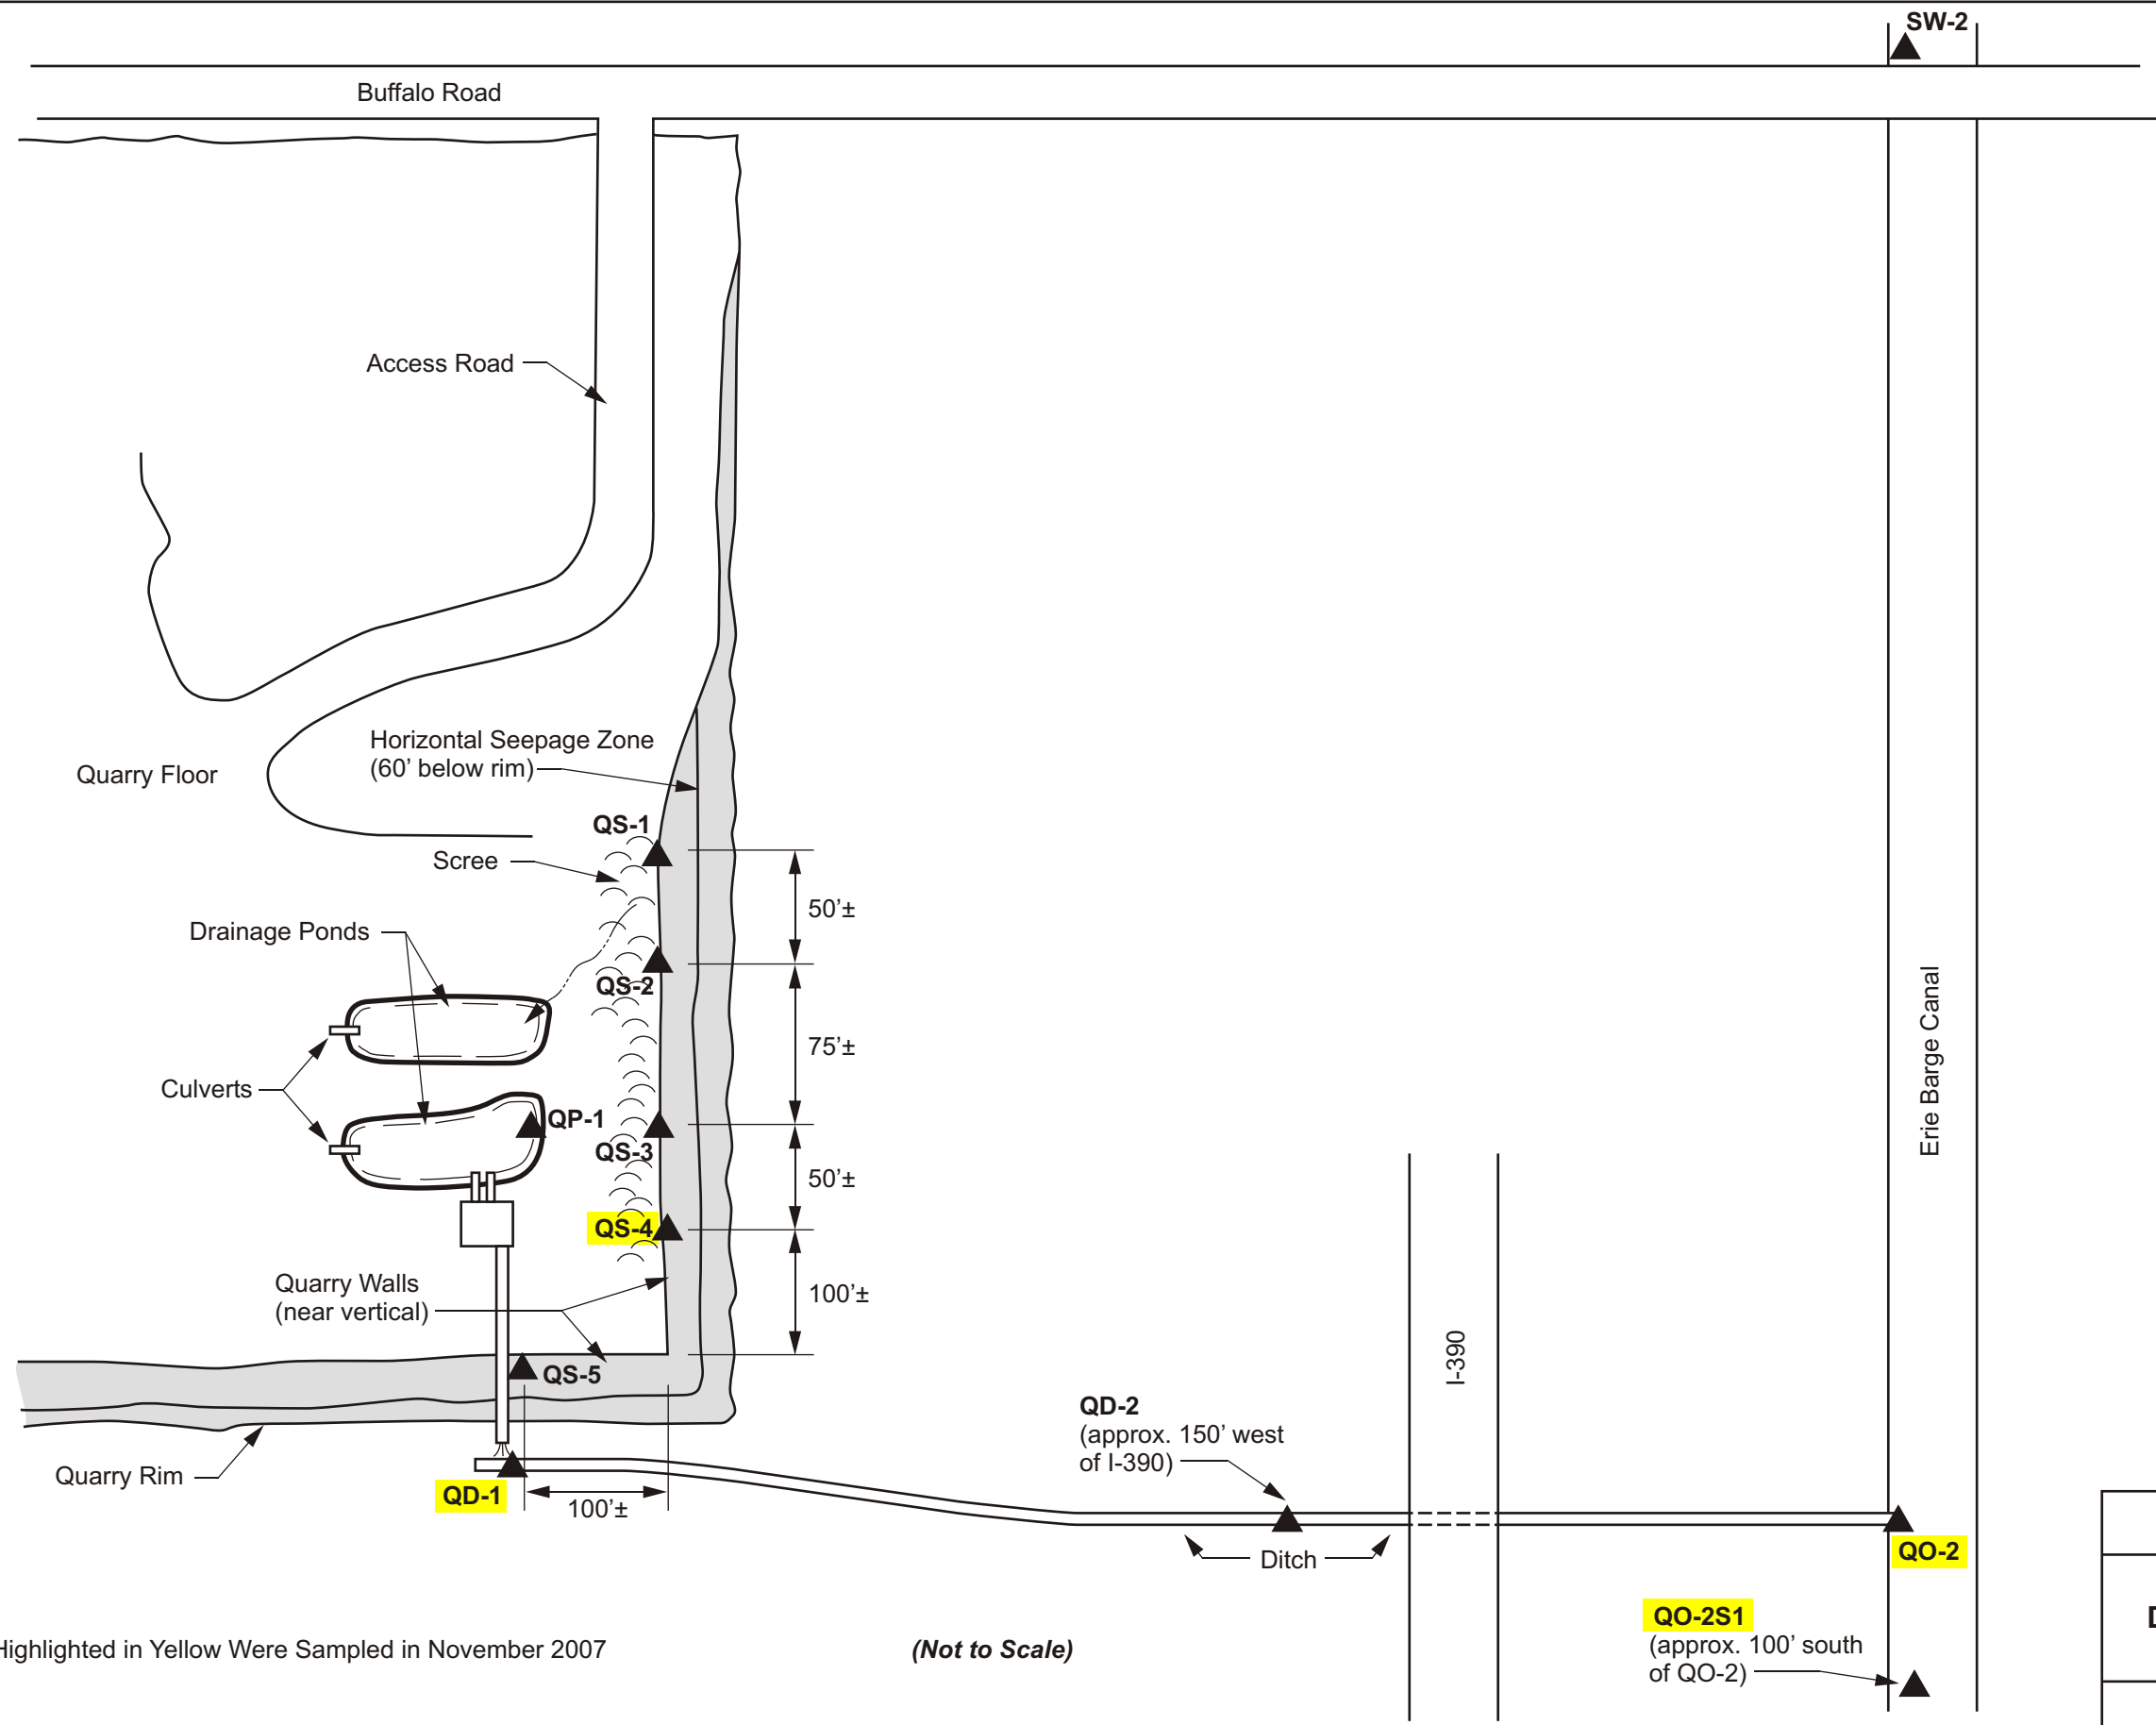 SW-2
Buffalo Road
Access Road
Horizontal Seepage Zone
(60’ below rim)
Quarry Floor
QS-1
Scree
50’±
Drainage Ponds
QS-2
75’±
Erie Barge Canal
Culverts
QP-1
QS-3
50’±
QS-4
Quarry Walls
(near vertical)
100’±
I-390
QS-5
QD-2
(approx. 150’ west
of I-390)
Quarry Rim
QD-1
100’±
Ditch
QO-2
QO-2S1
(approx. 100’ south
of QO-2)
Highlighted in Yellow Were Sampled in November 2007
(Not to Scale)